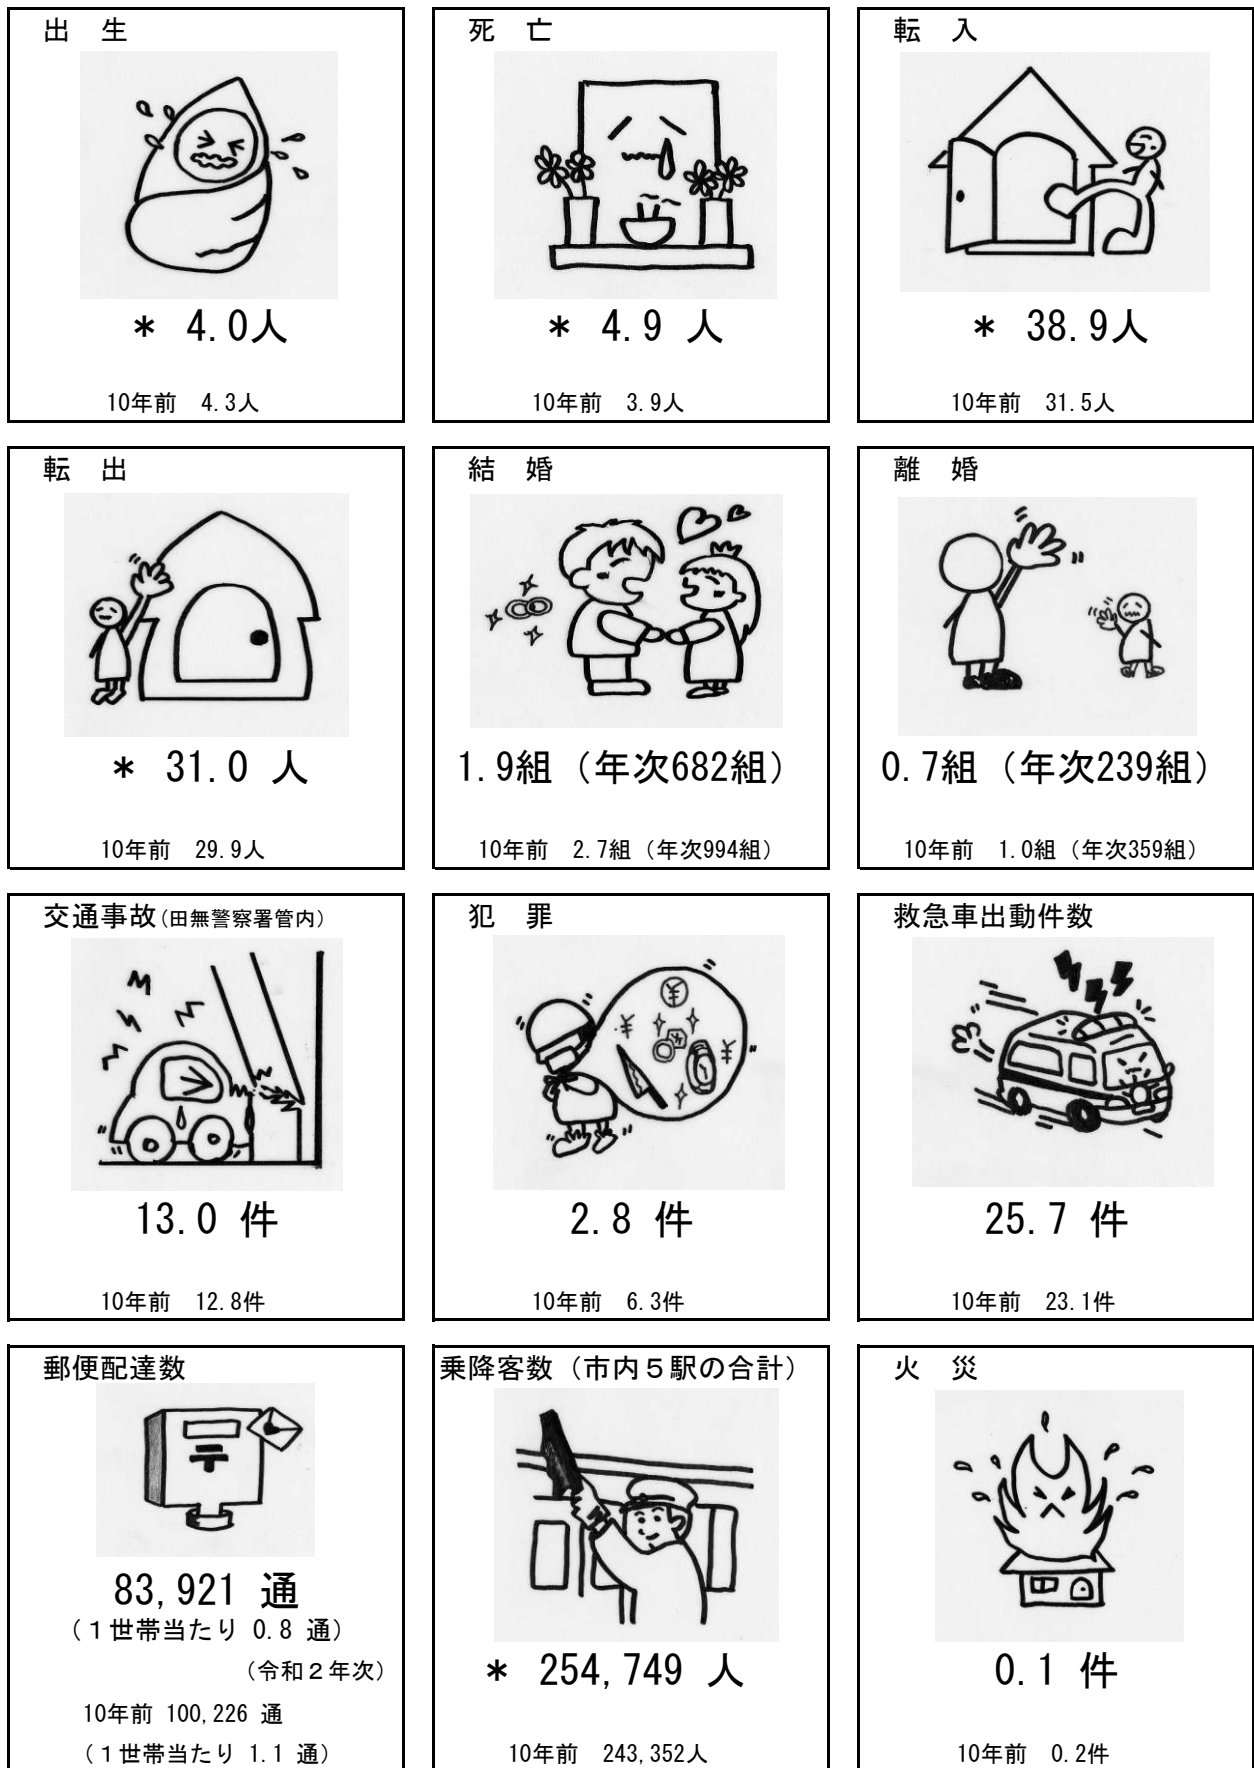 出 生
* 4.0人
10年前 4.3人
死 亡
* 4.9 人
10年前 3.9人
転 入
* 38.9人
10年前 31.5人
転 出
* 31.0 人
10年前 29.9人
結 婚
1.9組（年次682組）
10年前 2.7組（年次994組）
離 婚
0.7組（年次239組）
10年前 1.0組（年次359組）
交通事故(田無警察署管内)
13.0 件
10年前 12.8件
犯 罪
¥
¥
¥
2.8 件
10年前 6.3件
救急車出動件数
25.7 件
10年前 23.1件
郵便配達数
〒
83,921 通
（１世帯当たり 0.8 通）
（令和２年次）
10年前 100,226 通
（１世帯当たり 1.1 通）
乗降客数（市内５駅の合計）
* 254,749 人
10年前 243,352人
火 災
0.1 件
10年前 0.2件